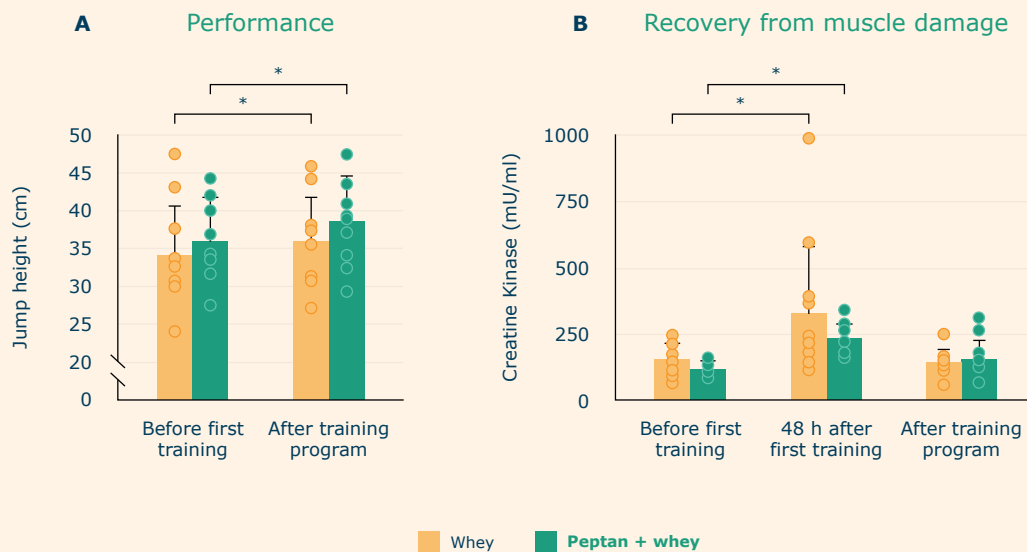 A Performance
*
*
Jump height (cm)
50
45
40
35
30
20
0
Before first
training
After training
program
B Recovery from muscle damage
*
*
Creatine Kinase (mU/ml)
1000
750
500
250
0
Before first
training
48 h after
first training
After training
program
Whey
Peptan + whey